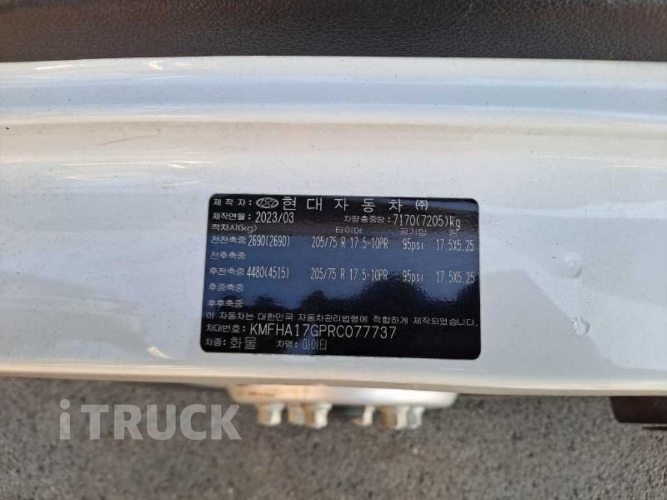 제 작 자 : 현 대 자 동 차 ㈜
제작연월: 2023/03 차량총중량: 7170(7205)kg
적차시(kg) 타이어 공기압 림
전전축중 2690(2690) 205/75 R 17.5-10PR 95psi 17.5X5.25
전후축중
후전축중 4480(4515) 205/75 R 17.5-10PR 95psi 17.5X5.25
후중축중
후후축중
이 자동차는 대한민국 자동차관리법령에 적합하게 제작되었습니다.
차대번호: KMFHA17GPRC077737
차종: 화물 차명: 마이티
iTRUCK